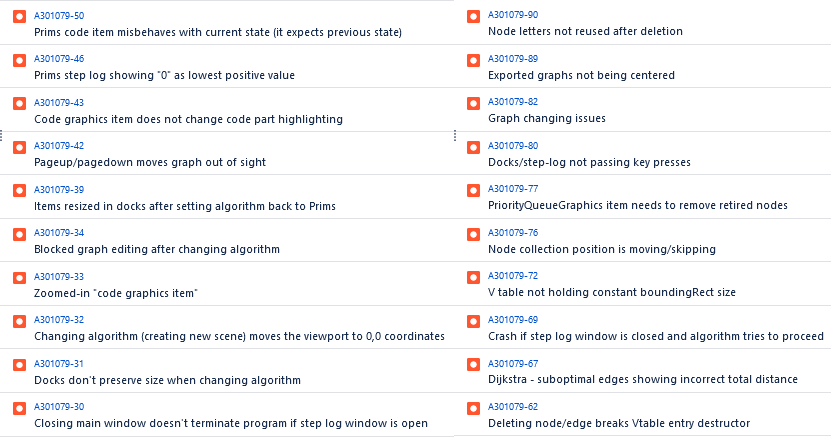 A301079-50
Prims code item misbehaves with current state (it expects previous state)
A301079-46
Prims step log showing "0" as lowest positive value
A301079-43
Code graphics item does not change code part highlighting
A301079-42
Pageup/pagedown moves graph out of sight
A301079-39
Items resized in docks after setting algorithm back to Prims
A301079-34
Blocked graph editing after changing algorithm
A301079-33
Zoomed-in "code graphics item"
A301079-32
Changing algorithm (creating new scene) moves the viewport to 0,0 coordinates
A301079-31
Docks don't preserve size when changing algorithm
A301079-30
Closing main window doesn't terminate program if step log window is open
A301079-90
Node letters not reused after deletion
A301079-89
Exported graphs not being centered
A301079-82
Graph changing issues
A301079-80
Docks/step-log not passing key presses
A301079-77
PriorityQueueGraphics item needs to remove retired nodes
A301079-76
Node collection position is moving/skipping
A301079-72
V table not holding constant boundingRect size
A301079-69
Crash if step log window is closed and algorithm tries to proceed
A301079-67
Dijkstra - suboptimal edges showing incorrect total distance
A301079-62
Deleting node/edge breaks Vtable entry destructor